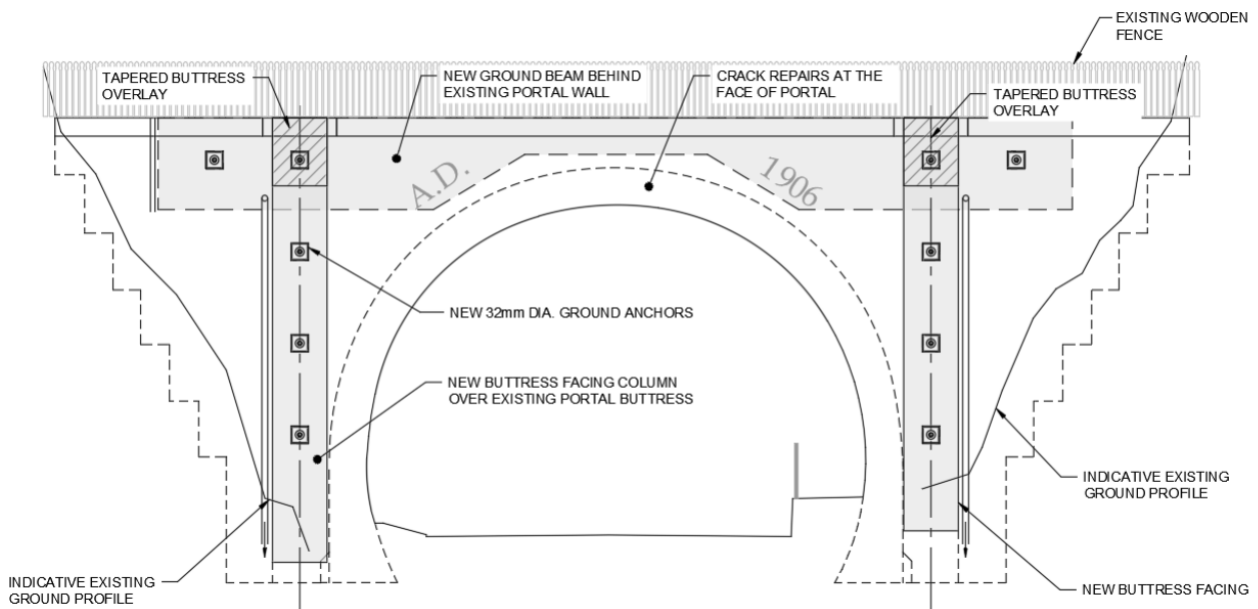 EXISTING WOODEN
FENCE
TAPERED BUTTRESS
OVERLAY
NEW GROUND BEAM BEHIND
EXISTING PORTAL WALL
CRACK REPAIRS AT THE
FACE OF PORTAL
TAPERED BUTTRESS
OVERLAY
A.D.
1906
NEW 32mm DIA. GROUND ANCHORS
NEW BUTTRESS FACING COLUMN
OVER EXISTING PORTAL BUTTRESS
INDICATIVE EXISTING
GROUND PROFILE
INDICATIVE EXISTING
GROUND PROFILE
NEW BUTTRESS FACING